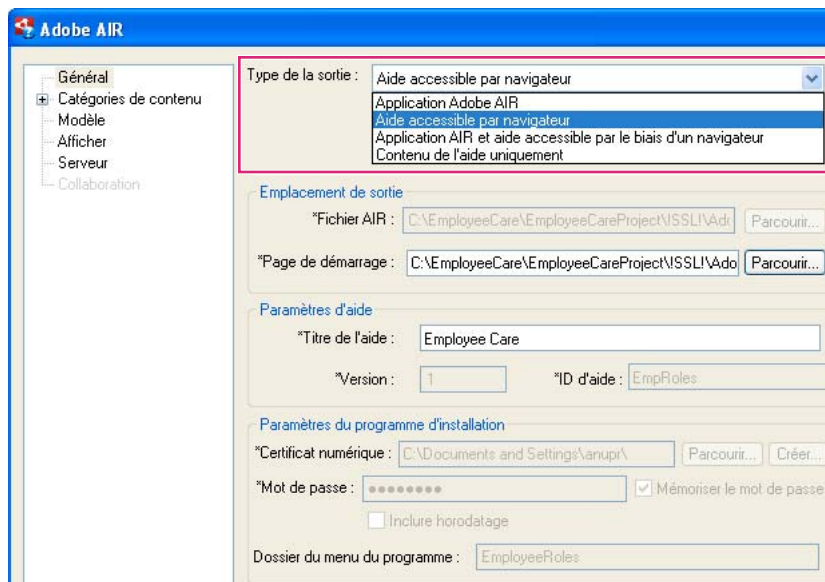 Adobe AIR
Général
Catégories de contenu
Modèle
Afficher
Serveur
Collaboration
Type de la sortie : Aide accessible par navigateur
Application Adobe AIR
Aide accessible par navigateur
Application AIR et aide accessible par le biais d'un navigateur
Contenu de l'aide uniquement
Emplacement de sortie
*Fichier AIR : C:\EmployeeCare\EmployeeCareProject\!SSL!\Ado Parcourir...
*Page de démarrage : C:\EmployeeCare\EmployeeCareProject\!SSL!\Ado Parcourir...
Paramètres d'aide
*Titre de l'aide : Employee Care
*Version : 1 *ID d'aide : EmpRoles
Paramètres du programme d'installation
*Certificat numérique : C:\Documents and Settings\anupr\ Parcourir... Créer...
*Mot de passe : ●●●●●●●● Mémoriser le mot de passe
Inclure horodatage
Dossier du menu du programme : EmployeeRoles